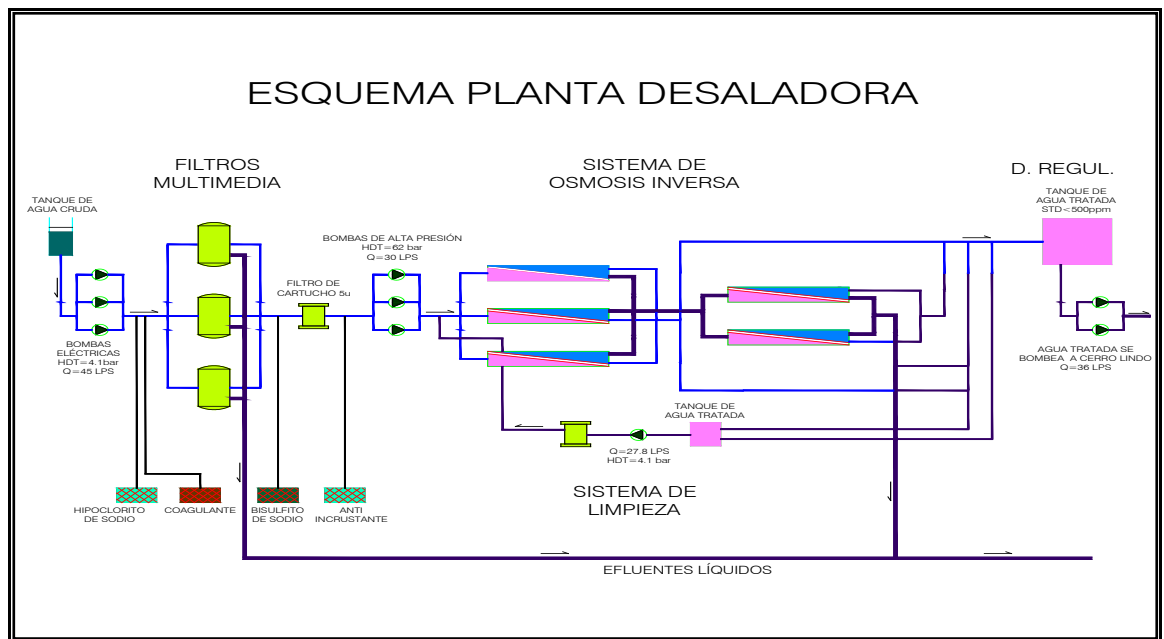 ESQUEMA PLANTA DESALADORA
FILTROS
MULTIMEDIA
SISTEMA DE
OSMOSIS INVERSA
D. REGUL.
TANQUE DE
AGUA TRATADA
STD<500ppm
TANQUE DE
AGUA CRUDA
BOMBAS DE ALTA PRESIÓN
HDT=62 bar
Q=30 LPS
FILTRO DE
CARTUCHO 5u
BOMBAS
ELÉCTRICAS
HDT=4.1bar
Q=45 LPS
AGUA TRATADA SE
BOMBEA A CERRO LINDO
Q=36 LPS
TANQUE DE
AGUA TRATADA
Q=27.8 LPS
HDT=4.1 bar
SISTEMA DE
LIMPIEZA
HIPOCLORITO
DE SODIO
COAGULANTE
BISULFITO
DE SODIO
ANTI
INCRUSTANTE
EFLUENTES LÍQUIDOS